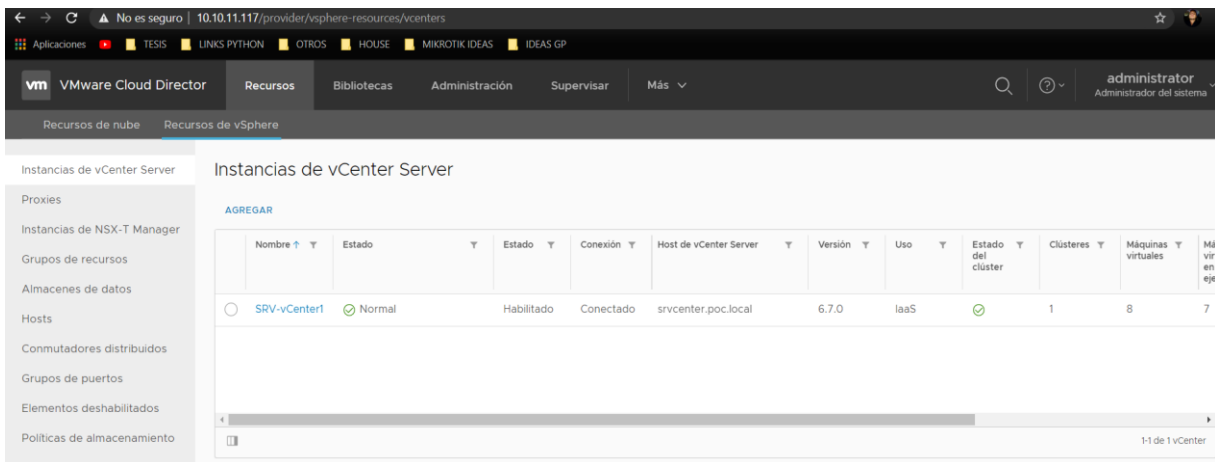 No es seguro | 10.10.11.117/provider/vsphere-resources/vcenters
Aplicaciones TESIS LINKS PYTHON OTROS HOUSE MIKROTIK IDEAS IDEAS GP
vm VMware Cloud Director Recursos Bibliotecas Administración Supervisar Más administrator
Administrador del sistema
Recursos de nube Recursos de vSphere
Instancias de vCenter Server
Proxies
Instancias de NSX-T Manager
Grupos de recursos
Almacenes de datos
Hosts
Conmutadores distribuidos
Grupos de puertos
Elementos deshabilitados
Políticas de almacenamiento
Instancias de vCenter Server
AGREGAR
Nombre Estado Estado Conexión Host de vCenter Server Versión Uso Estado del clúster Clústeres Máquinas virtuales
SRV-vCenter1 Normal Habilitado Conectado srvcenter.poc.local 6.7.0 IaaS 1 8 7
1-1 de 1 vCenter